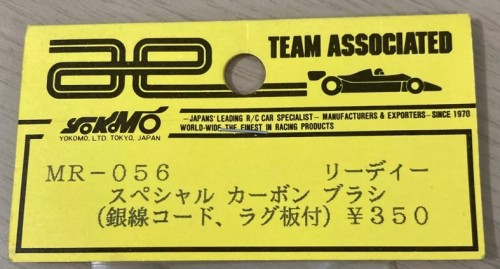 ae TEAM ASSOCIATED
YOKOMO
YOKOMO, LTD. TOKYO, JAPAN
–JAPANS' LEADING R/C CAR SPECIALIST– MANUFACTURERS & EXPORTERS–SINCE 1970
WORLD-WIDE THE FINEST IN RACING PRODUCTS
MR-056 リーディー
スペシャル カーボン ブラシ
(銀線コード、ラグ板付) ¥350